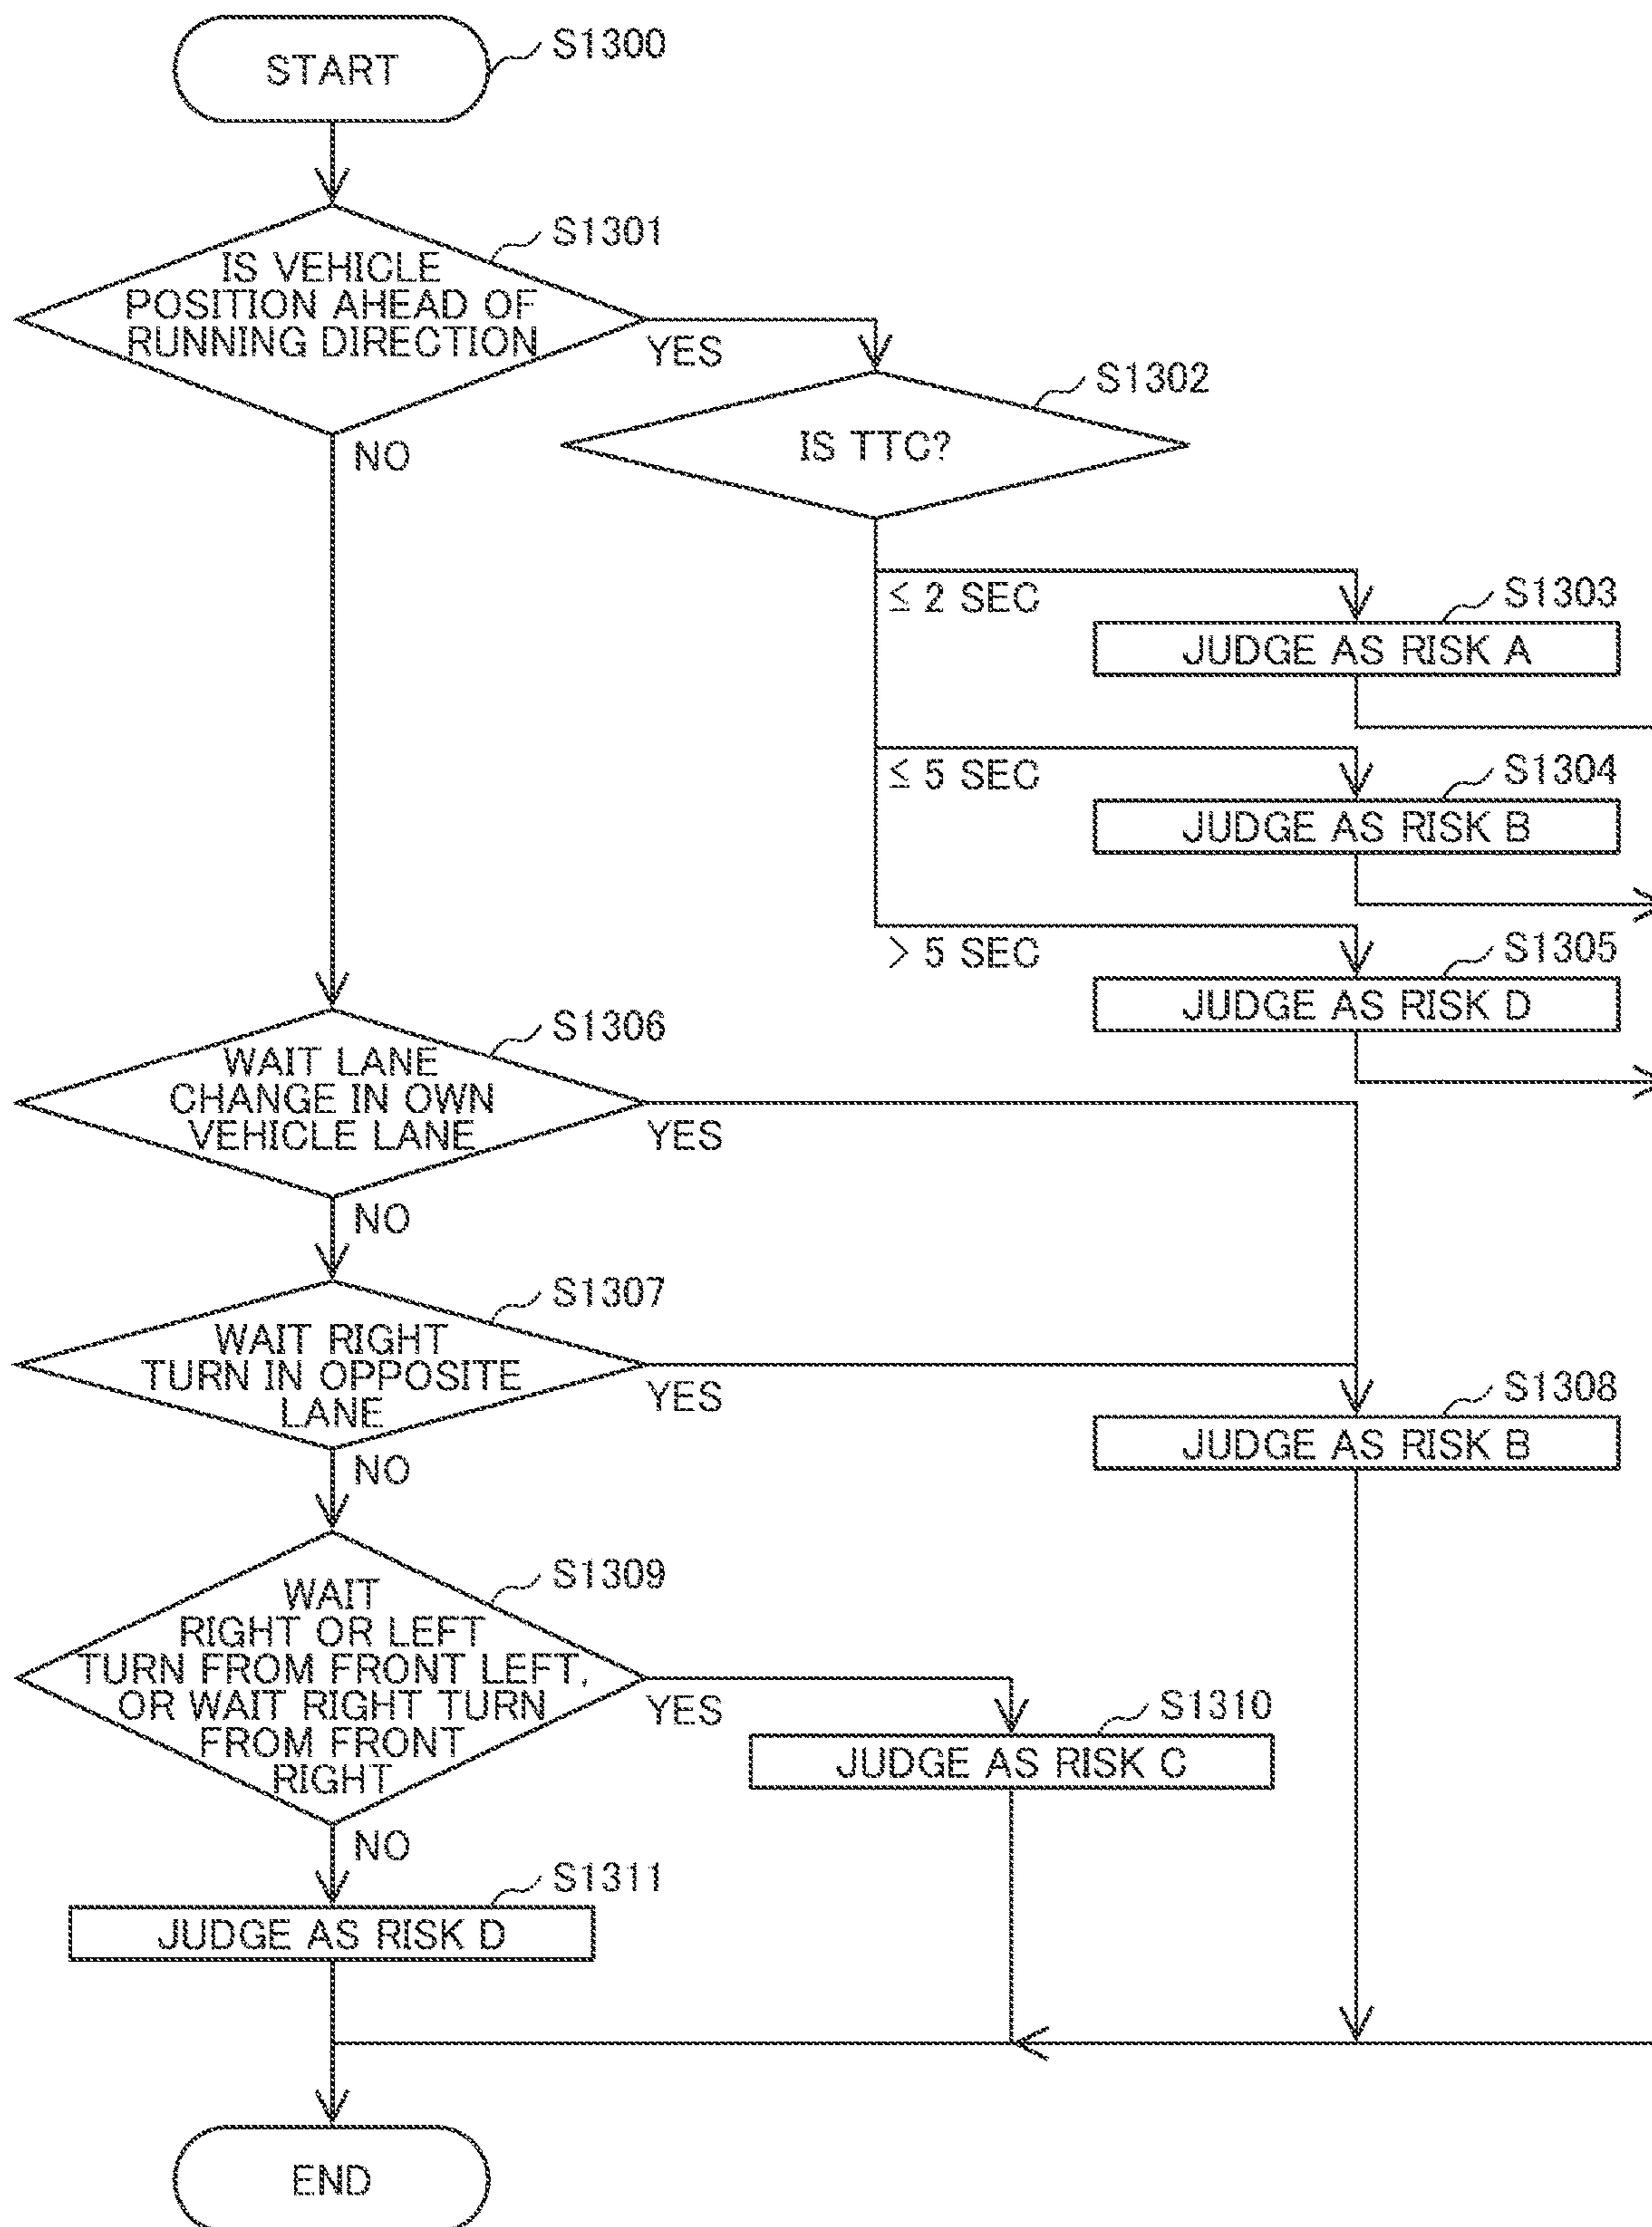 START
S1300
S1301
IS VEHICLE
POSITION AHEAD OF
RUNNING DIRECTION
YES
NO
S1302
IS TTC?
≤ 2 SEC
S1303
JUDGE AS RISK A
≤ 5 SEC
S1304
JUDGE AS RISK B
> 5 SEC
S1305
JUDGE AS RISK D
S1306
WAIT LANE
CHANGE IN OWN
VEHICLE LANE
YES
NO
S1307
WAIT RIGHT
TURN IN OPPOSITE
LANE
YES
NO
S1308
JUDGE AS RISK B
S1309
WAIT
RIGHT OR LEFT
TURN FROM FRONT LEFT,
OR WAIT RIGHT TURN
FROM FRONT
RIGHT
YES
NO
S1310
JUDGE AS RISK C
S1311
JUDGE AS RISK D
END